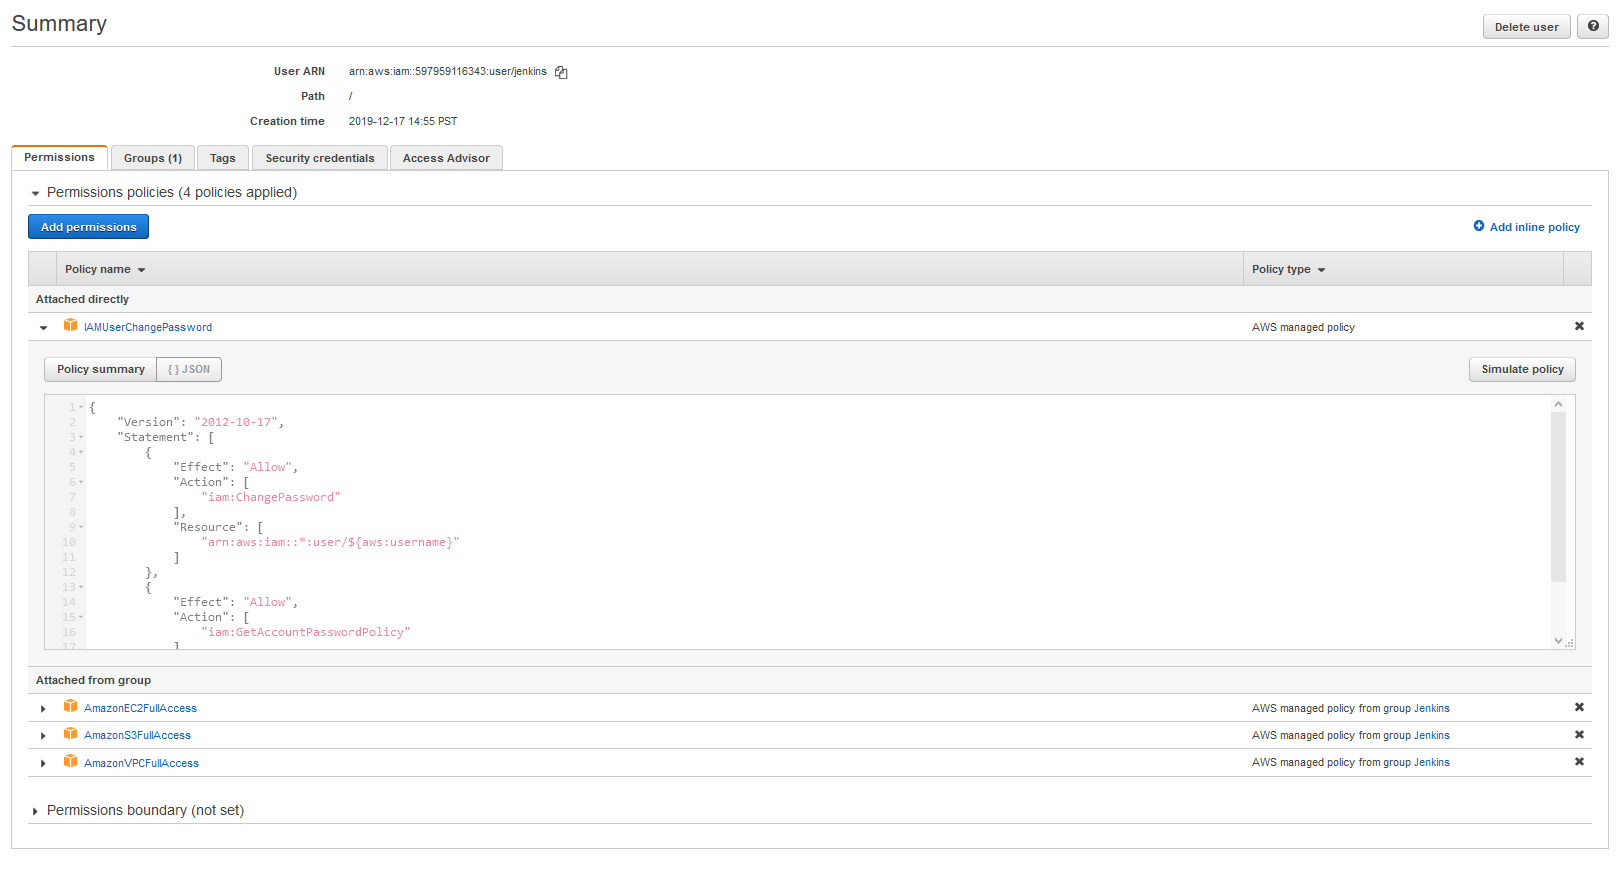 Summary
Delete user
?
User ARN arn:aws:iam::597959116343:user/jenkins
Path /
Creation time 2019-12-17 14:55 PST
Permissions Groups (1) Tags Security credentials Access Advisor
Permissions policies (4 policies applied)
Add permissions
Add inline policy
Policy name Policy type
Attached directly
IAMUserChangePassword AWS managed policy
Policy summary { } JSON Simulate policy
1 {
2 "Version": "2012-10-17",
3 "Statement": [
4 {
5 "Effect": "Allow",
6 "Action": [
7 "iam:ChangePassword"
8 ],
9 "Resource": [
10 "arn:aws:iam::*:user/${aws:username}"
11 ]
12 },
13 {
14 "Effect": "Allow",
15 "Action": [
16 "iam:GetAccountPasswordPolicy"
17 ]
Attached from group
AmazonEC2FullAccess AWS managed policy from group Jenkins
AmazonS3FullAccess AWS managed policy from group Jenkins
AmazonVPCFullAccess AWS managed policy from group Jenkins
Permissions boundary (not set)